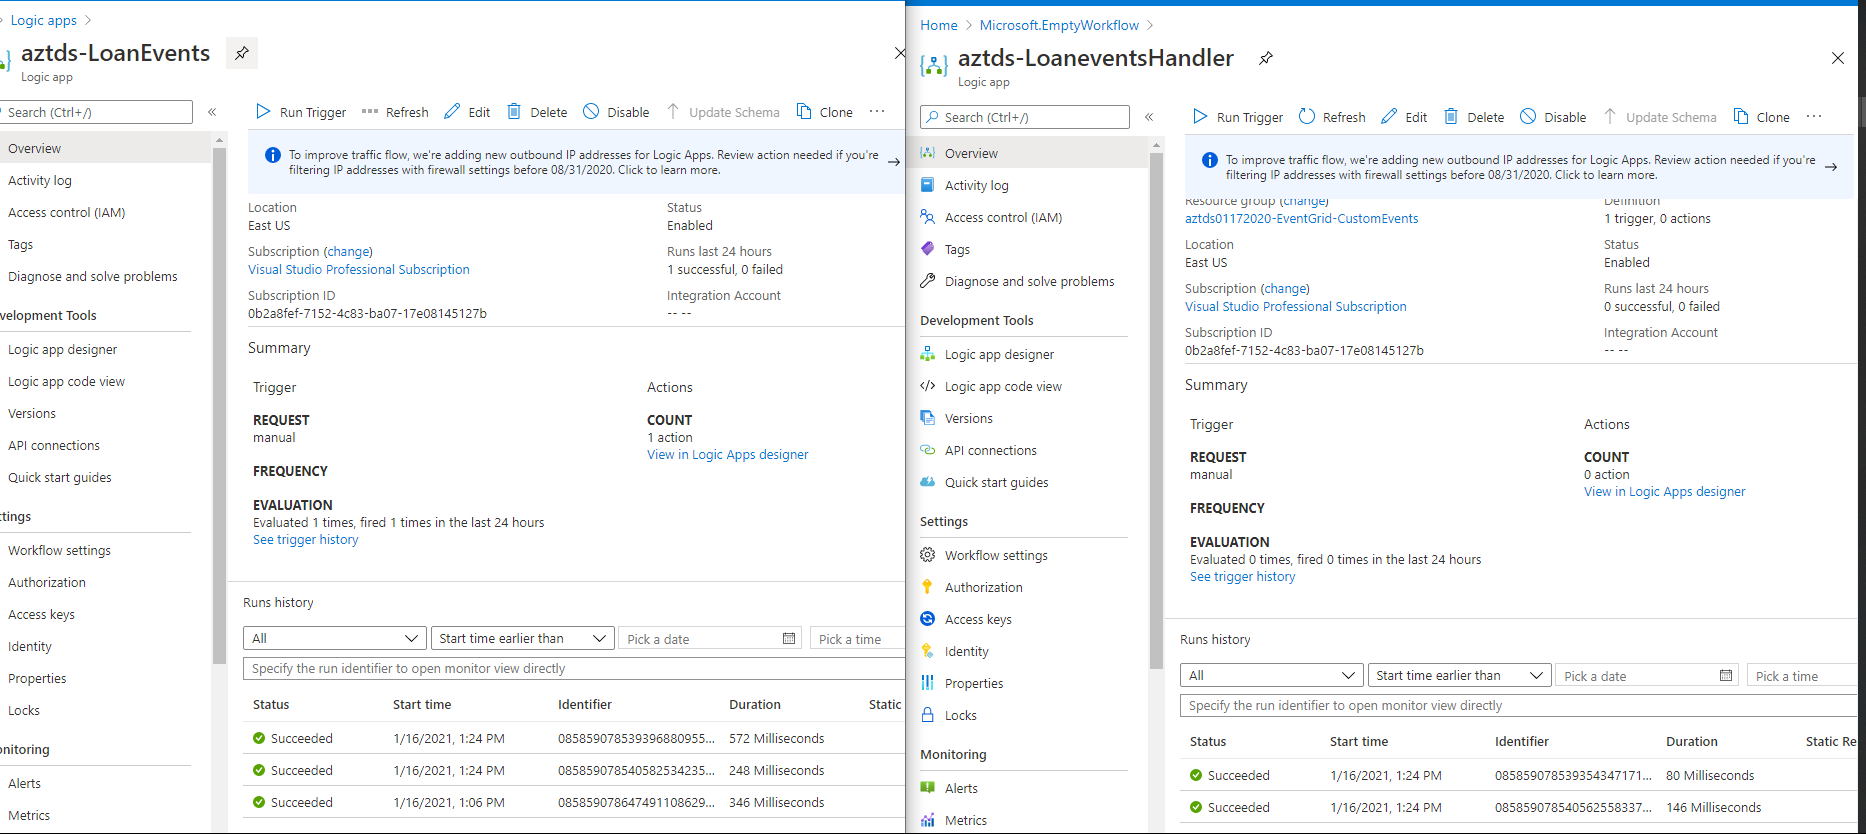 Logic apps
aztds-LoanEvents
Logic app
Search (Ctrl+/)
«
Run Trigger
Refresh
Edit
Delete
Disable
Update Schema
Clone
...
To improve traffic flow, we're adding new outbound IP addresses for Logic Apps. Review action needed if you're
filtering IP addresses with firewall settings before 08/31/2020. Click to learn more.
Overview
Activity log
Access control (IAM)
Tags
Diagnose and solve problems
velopment Tools
Logic app designer
Logic app code view
Versions
API connections
Quick start guides
ttings
Workflow settings
Authorization
Access keys
Identity
Properties
Locks
onitoring
Alerts
Metrics
Location
East US
Subscription (change)
Visual Studio Professional Subscription
Subscription ID
0b2a8fef-7152-4c83-ba07-17e08145127b
Status
Enabled
Runs last 24 hours
1 successful, 0 failed
Integration Account
-- --
Summary
Trigger
REQUEST
manual
FREQUENCY
EVALUATION
Evaluated 1 times, fired 1 times in the last 24 hours
See trigger history
Actions
COUNT
1 action
View in Logic Apps designer
Runs history
All
Start time earlier than
Pick a date
Pick a time
Specify the run identifier to open monitor view directly
Status Start time Identifier Duration Static
Succeeded 1/16/2021, 1:24 PM 085859078539396880955... 572 Milliseconds
Succeeded 1/16/2021, 1:24 PM 085859078540582534235... 248 Milliseconds
Succeeded 1/16/2021, 1:06 PM 085859078647491108629... 346 Milliseconds
Home > Microsoft.EmptyWorkflow >
aztds-LoaneventsHandler
Logic app
Search (Ctrl+/)
«
Run Trigger
Refresh
Edit
Delete
Disable
Update Schema
Clone
...
To improve traffic flow, we're adding new outbound IP addresses for Logic Apps. Review action needed if you're
filtering IP addresses with firewall settings before 08/31/2020. Click to learn more.
Overview
Activity log
Access control (IAM)
Tags
Diagnose and solve problems
Development Tools
Logic app designer
Logic app code view
Versions
API connections
Quick start guides
Settings
Workflow settings
Authorization
Access keys
Identity
Properties
Locks
Monitoring
Alerts
Metrics
Resource group (change)
aztds01172020-EventGrid-CustomEvents
Location
East US
Subscription (change)
Visual Studio Professional Subscription
Subscription ID
0b2a8fef-7152-4c83-ba07-17e08145127b
Definition
1 trigger, 0 actions
Status
Enabled
Runs last 24 hours
0 successful, 0 failed
Integration Account
-- --
Summary
Trigger
REQUEST
manual
FREQUENCY
EVALUATION
Evaluated 0 times, fired 0 times in the last 24 hours
See trigger history
Actions
COUNT
0 action
View in Logic Apps designer
Runs history
All
Start time earlier than
Pick a date
Pick a time
Specify the run identifier to open monitor view directly
Status Start time Identifier Duration Static Re
Succeeded 1/16/2021, 1:24 PM 085859078539354347171... 80 Milliseconds
Succeeded 1/16/2021, 1:24 PM 085859078540562558337... 146 Milliseconds